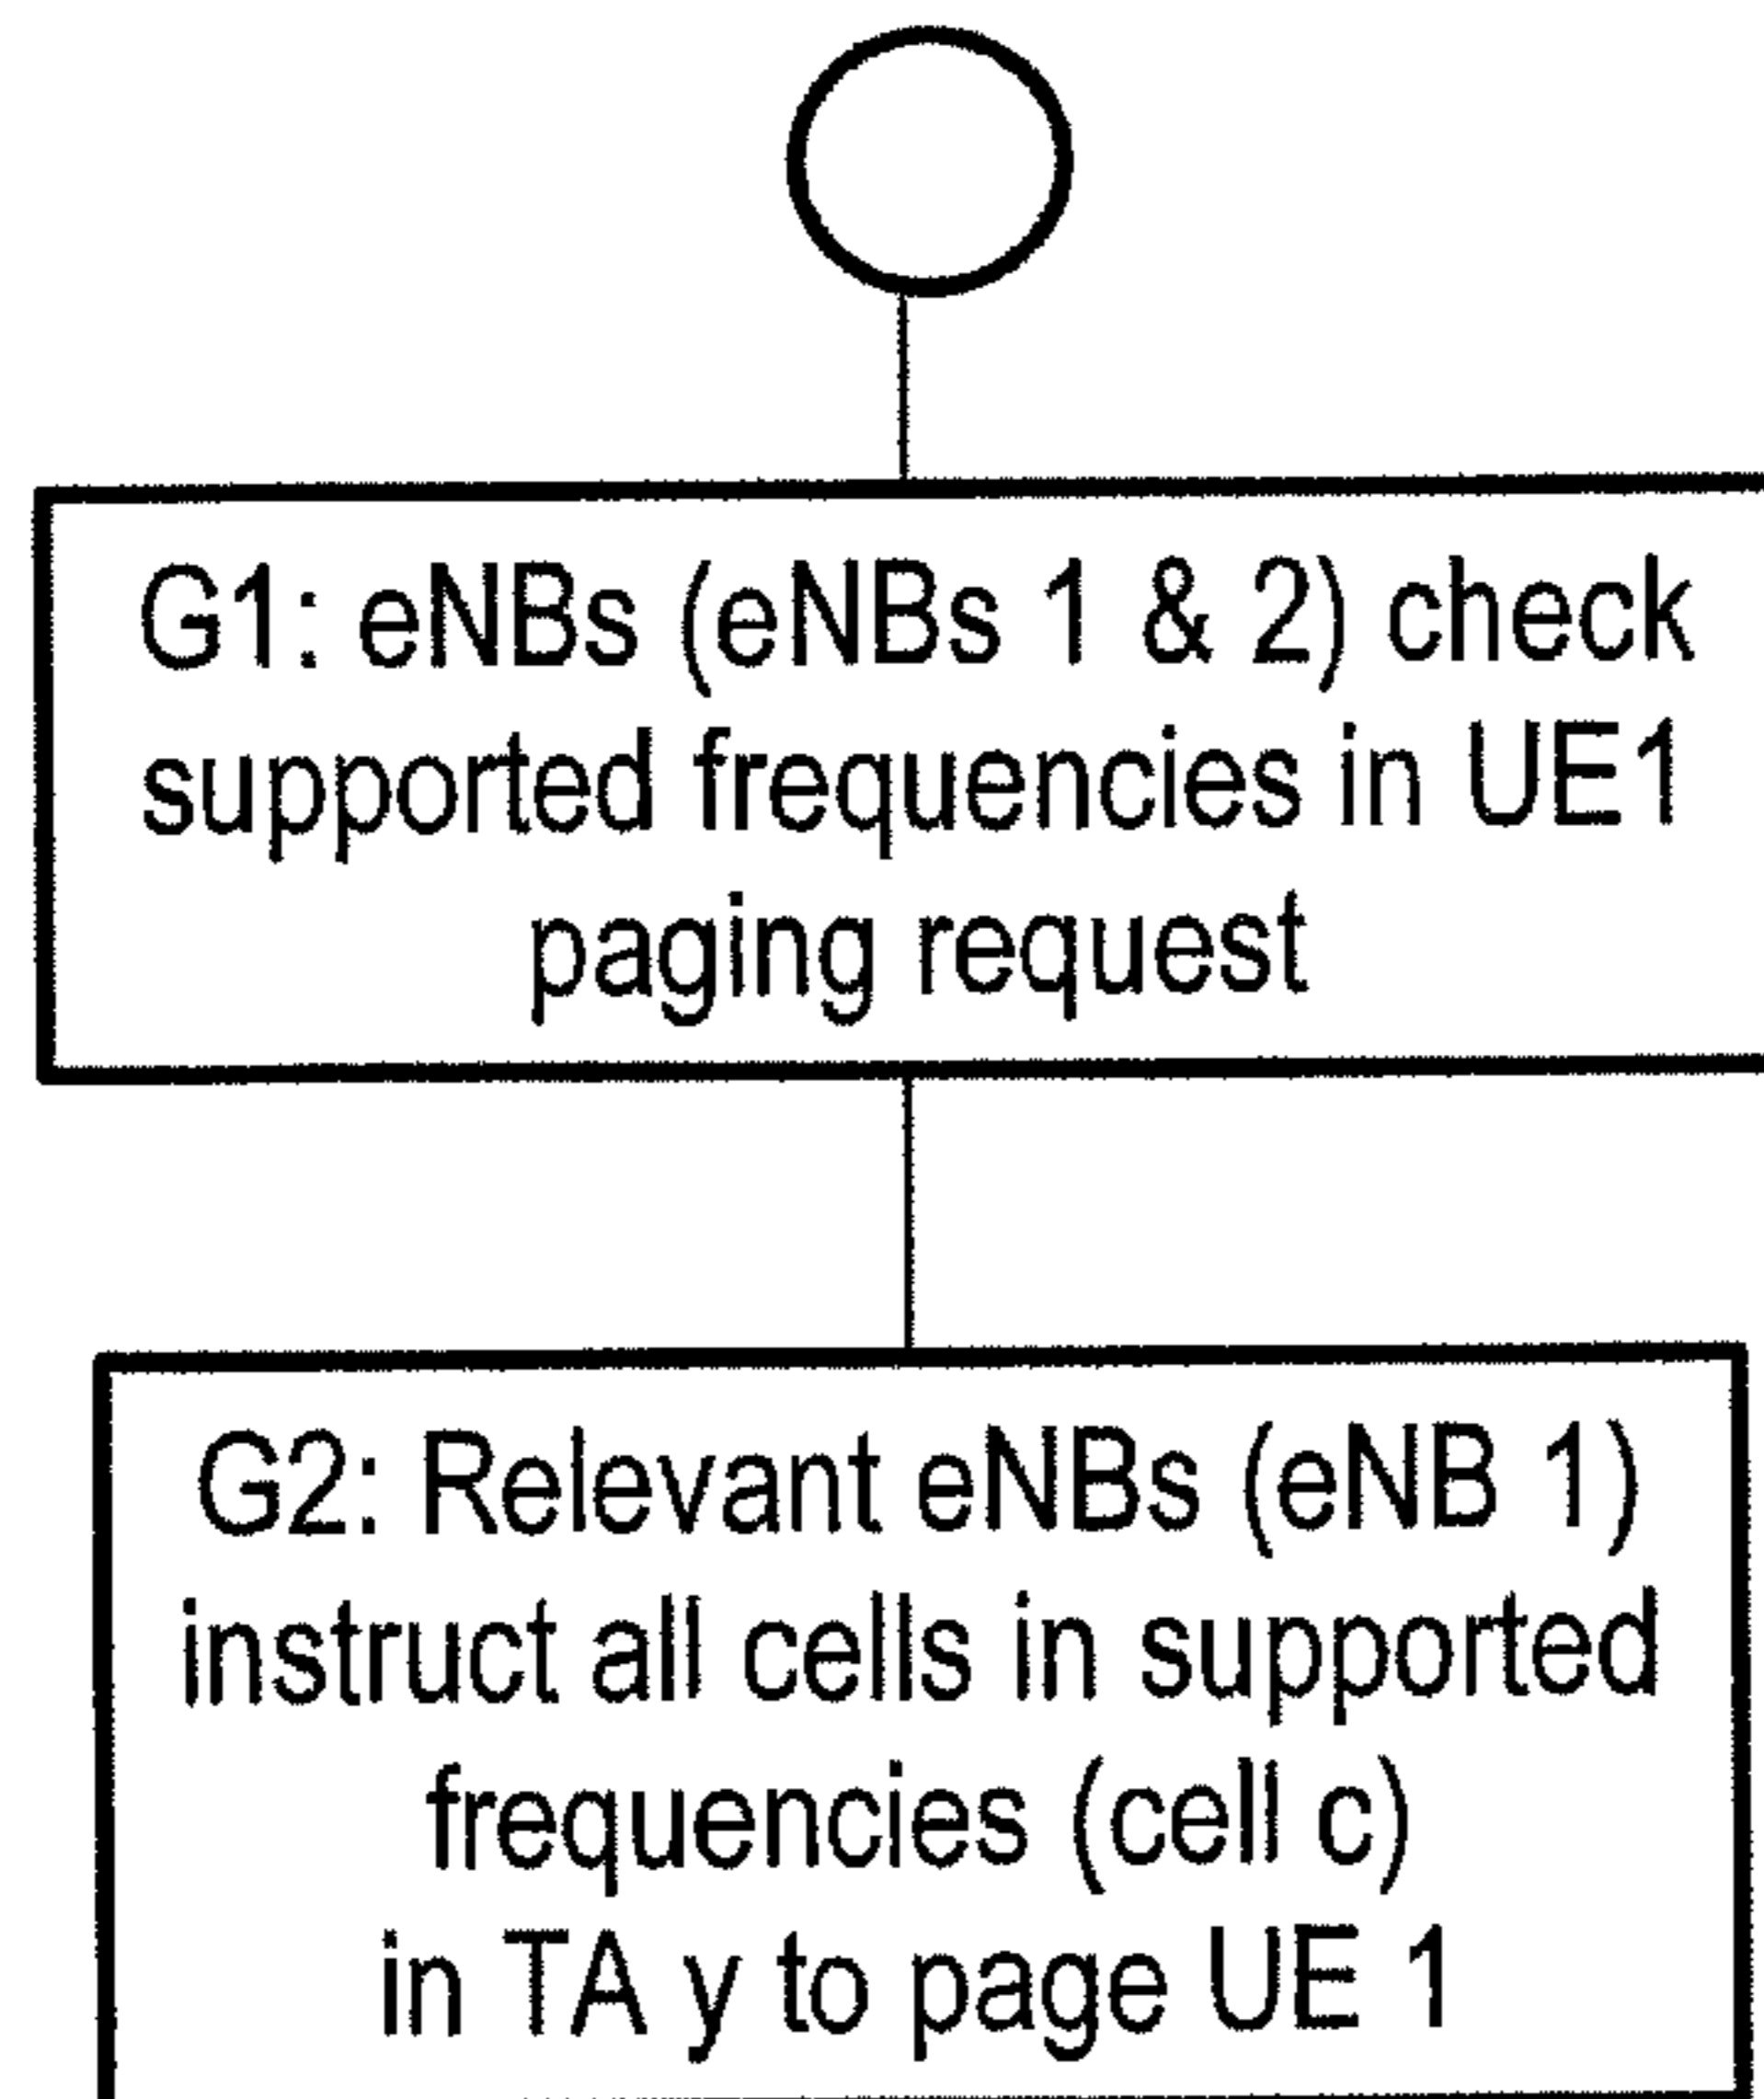 G1: eNBs (eNBs 1 & 2) check
supported frequencies in UE1
paging request
G2: Relevant eNBs (eNB 1)
instruct all cells in supported
frequencies (cell c)
in TA y to page UE 1